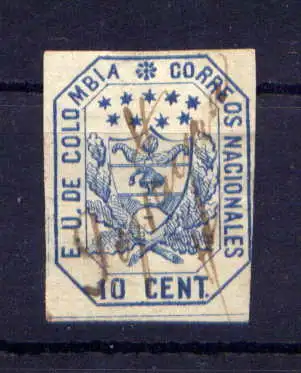 E. U. DE COLOMBIA ❋ CORREOS NACIONALES
10 CENT.